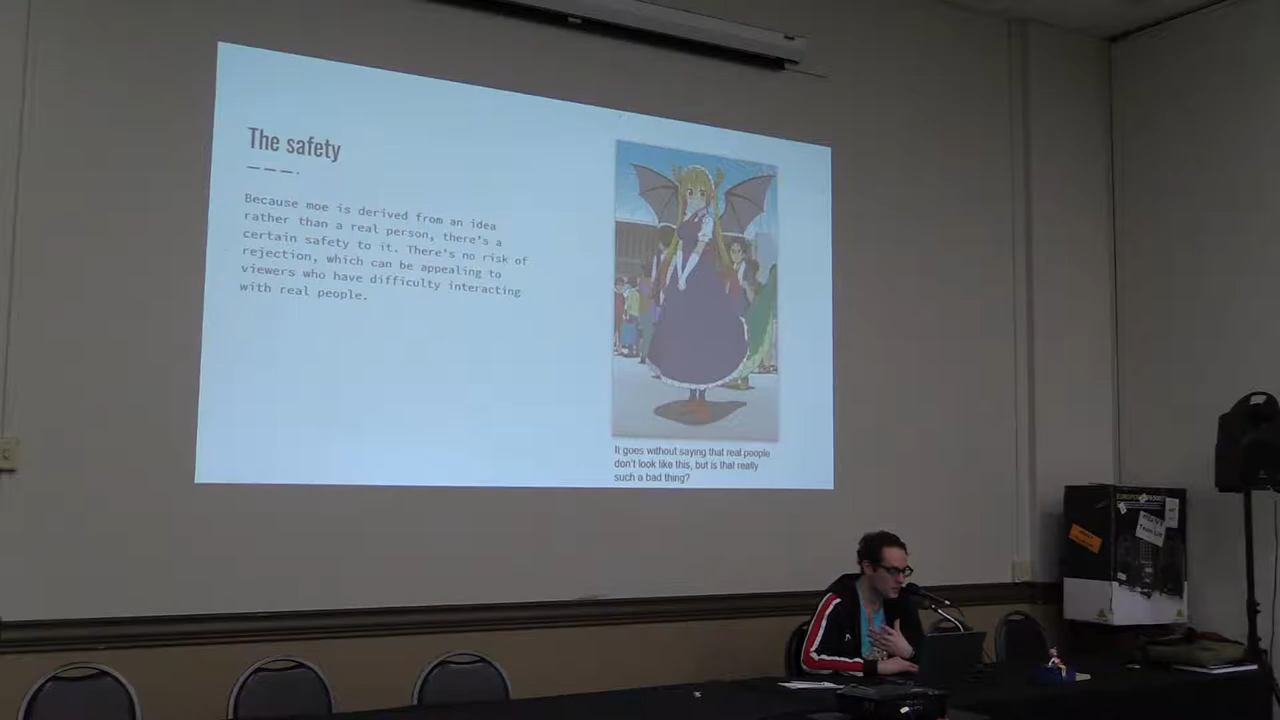 The safety
Because moe is derived from an idea
rather than a real person, there's a
certain safety to it. There's no risk of
rejection, which can be appealing to
viewers who have difficulty interacting
with real people.
It goes without saying that real people
don't look like this, but is that really
such a bad thing?